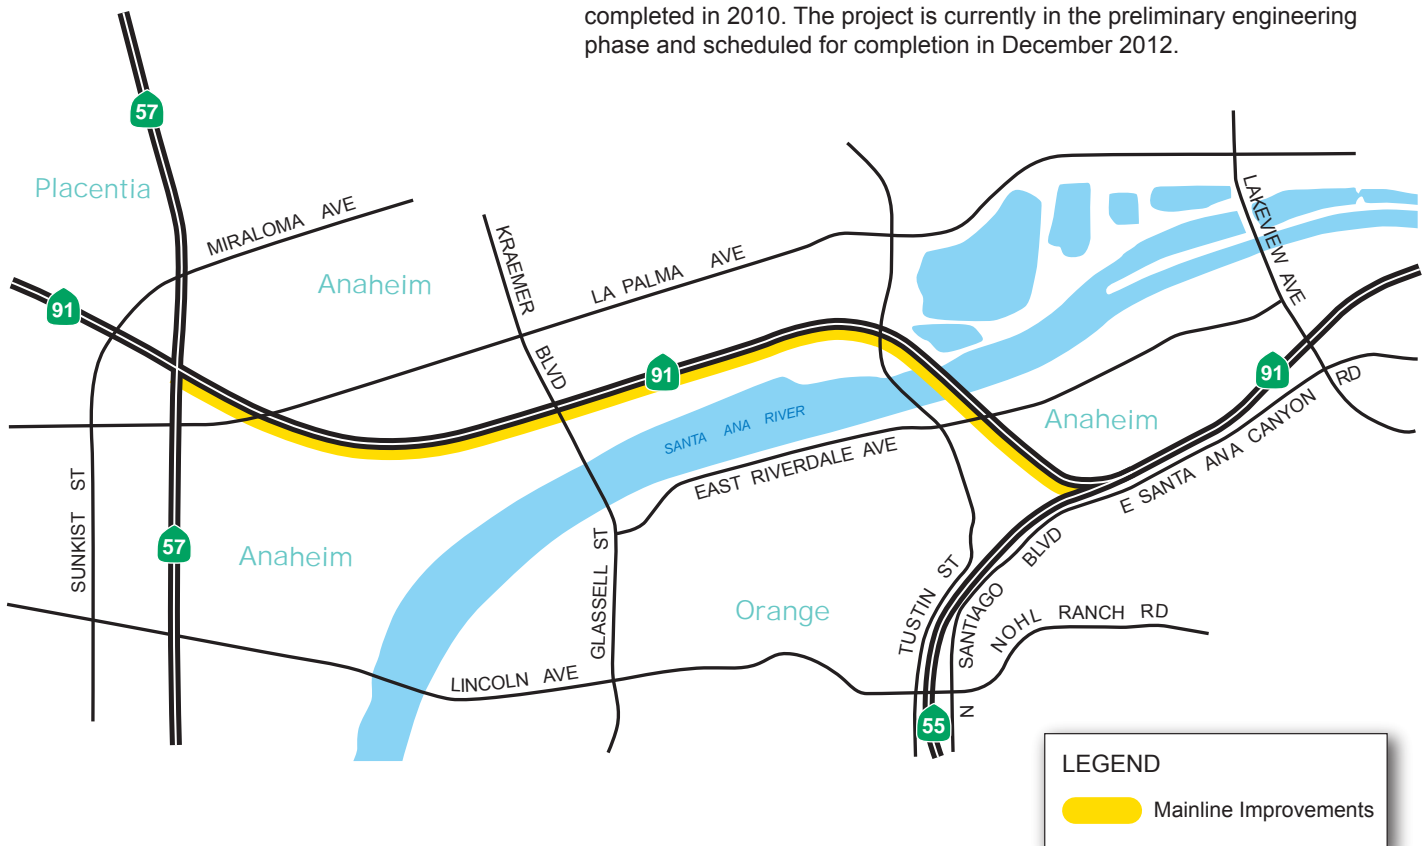 completed in 2010. The project is currently in the preliminary engineering
phase and scheduled for completion in December 2012.
57
Placentia
MIRALOMA AVE
Anaheim
91
KRAEMER BLVD
LA PALMA AVE
91
LAKEVIEW AVE
91
SANTA ANA RIVER
EAST RIVERDALE AVE
Anaheim
E SANTA ANA CANYON RD
SUNKIST ST
57
Anaheim
GLASSELL ST
Orange
TUSTIN ST
N SANTIAGO BLVD
NOHL RANCH RD
LINCOLN AVE
55
LEGEND
Mainline Improvements